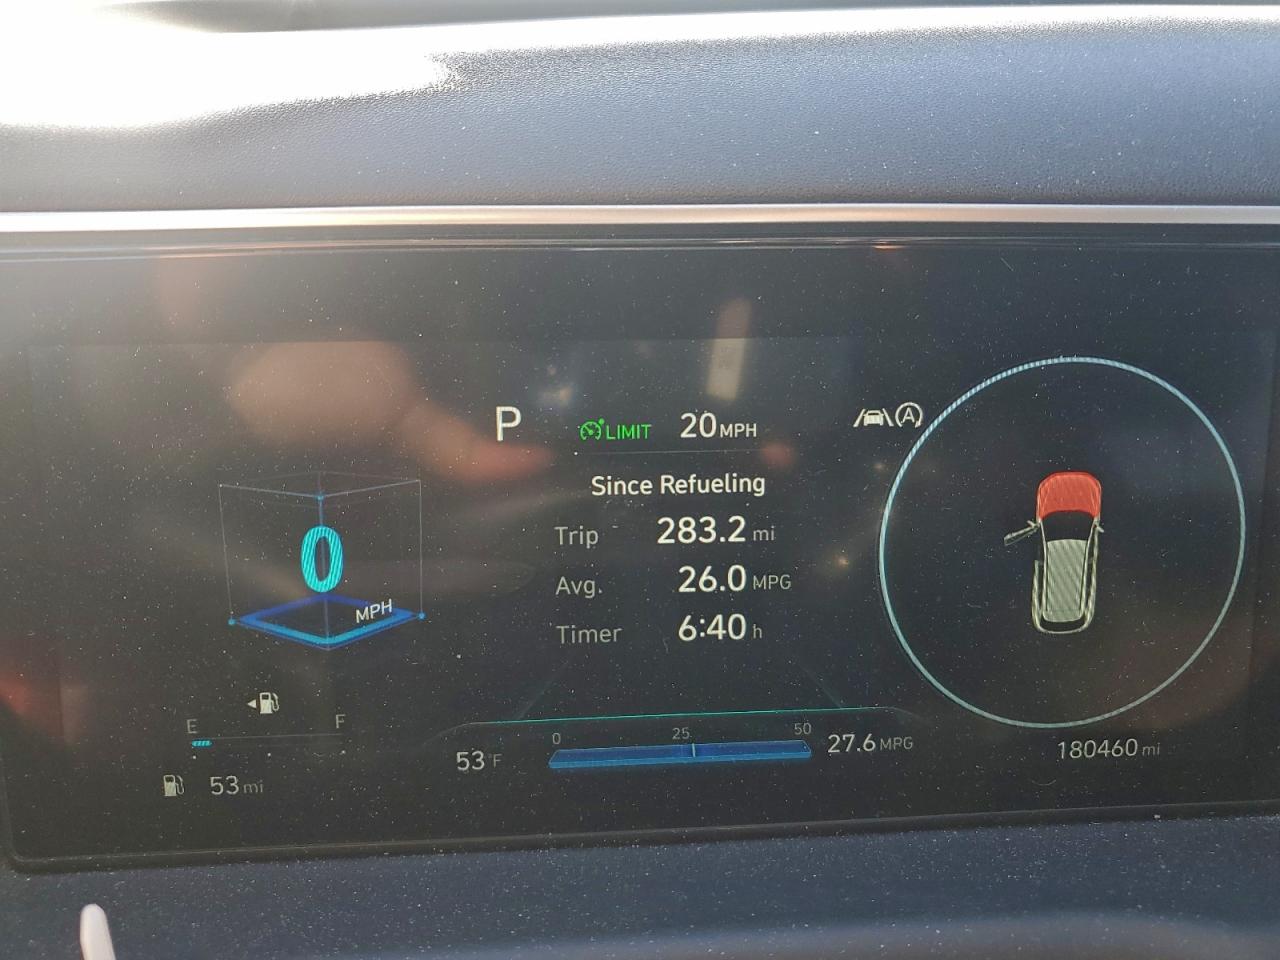 P
LIMIT 20 MPH
A
Since Refueling
Trip 283.2 mi
Avg. 26.0 MPG
Timer 6:40 h
0
MPH
E F
53 mi
53°F
0 25 50
27.6 MPG
180460 mi